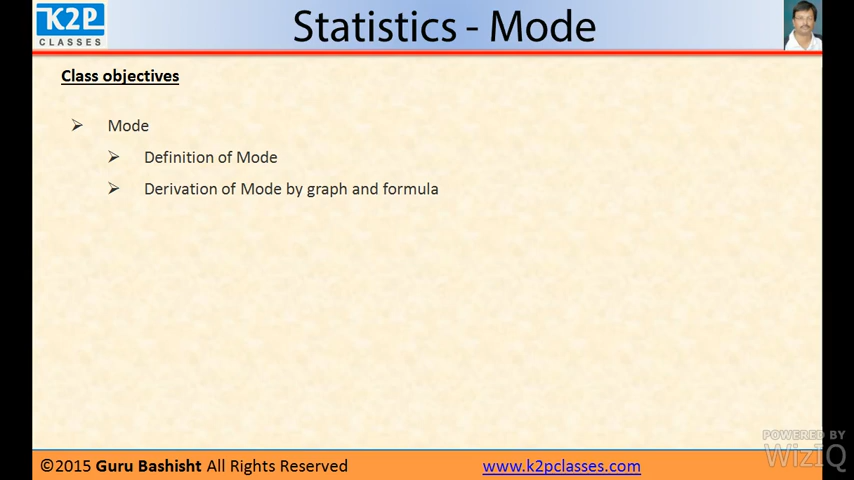 K2P
CLASSES
Statistics - Mode
Class objectives
Mode
Definition of Mode
Derivation of Mode by graph and formula
POWERED BY
WizIQ
©2015 Guru Bashisht All Rights Reserved
www.k2pclasses.com